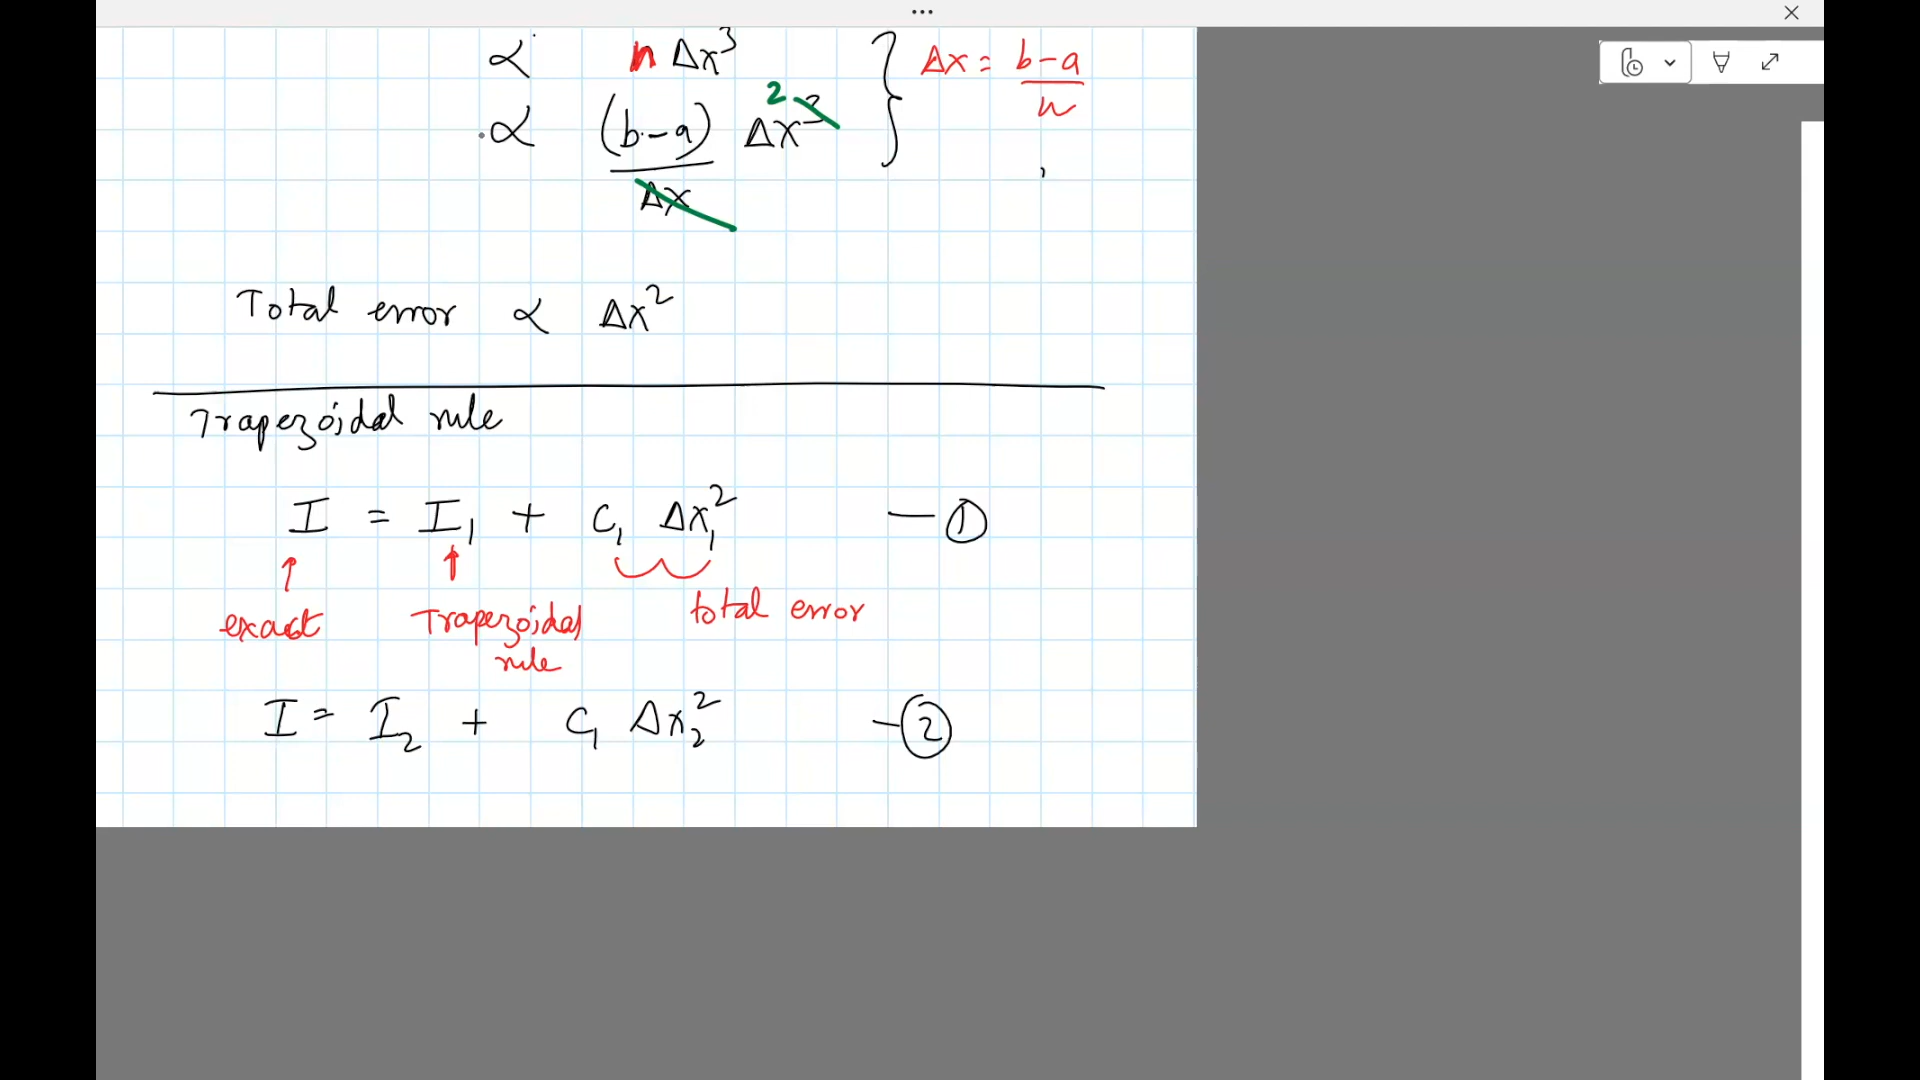 ∝ n Δx³
Δx = b-a / n
∝ (b-a) / Δx Δx³ 2
Total error ∝ Δx²
Trapezoidal rule
I = I₁ + C₁ Δx₁² — ①
exact Trapezoidal rule total error
I = I₂ + C₁ Δx₂² — ②